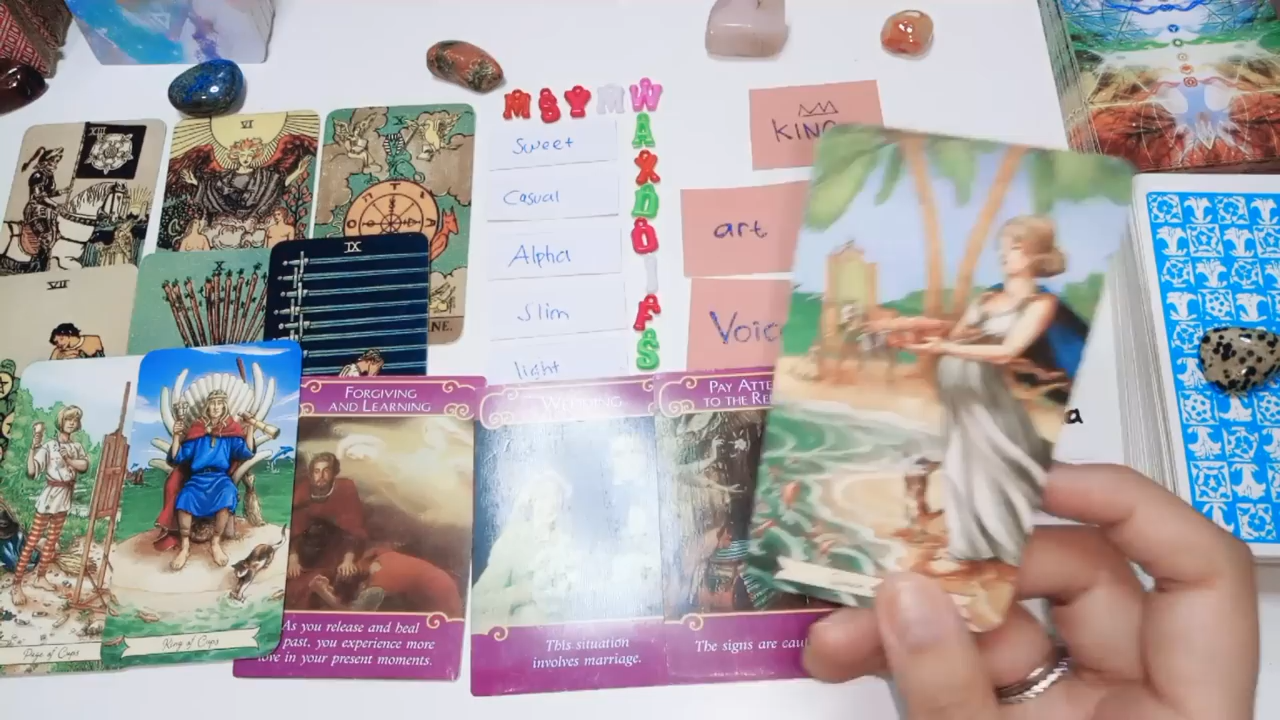 XIII
VI
X
M S Y M W
A
X
D
O
F
S
Sweet
Casual
Alpha
Slim
light
KING
art
Voic
VII
X
IX
NE.
FORGIVING
AND LEARNING
As you release and heal
past, you experience more
love in your present moments.
WEDDING
This situation
involves marriage.
PAY ATTE
TO THE RE
The signs are cau
Page of Cups
King of Cups
a